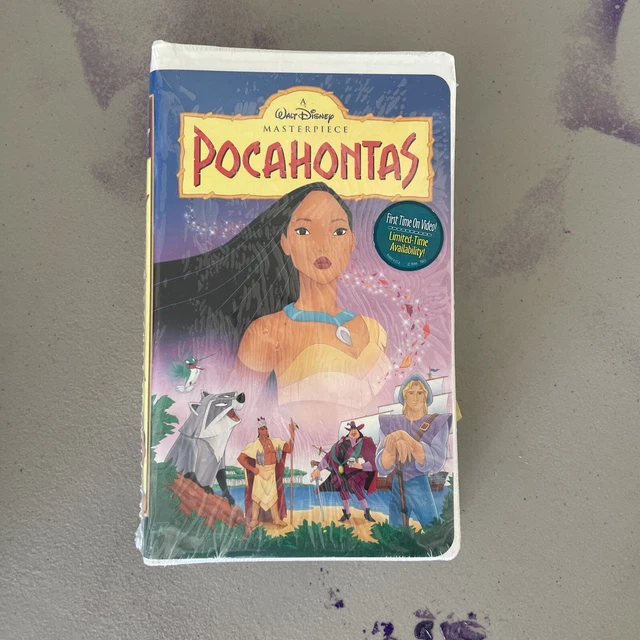 A
Walt Disney
MASTERPIECE
POCAHONTAS
First Time On Video!
Limited-Time
Availability!